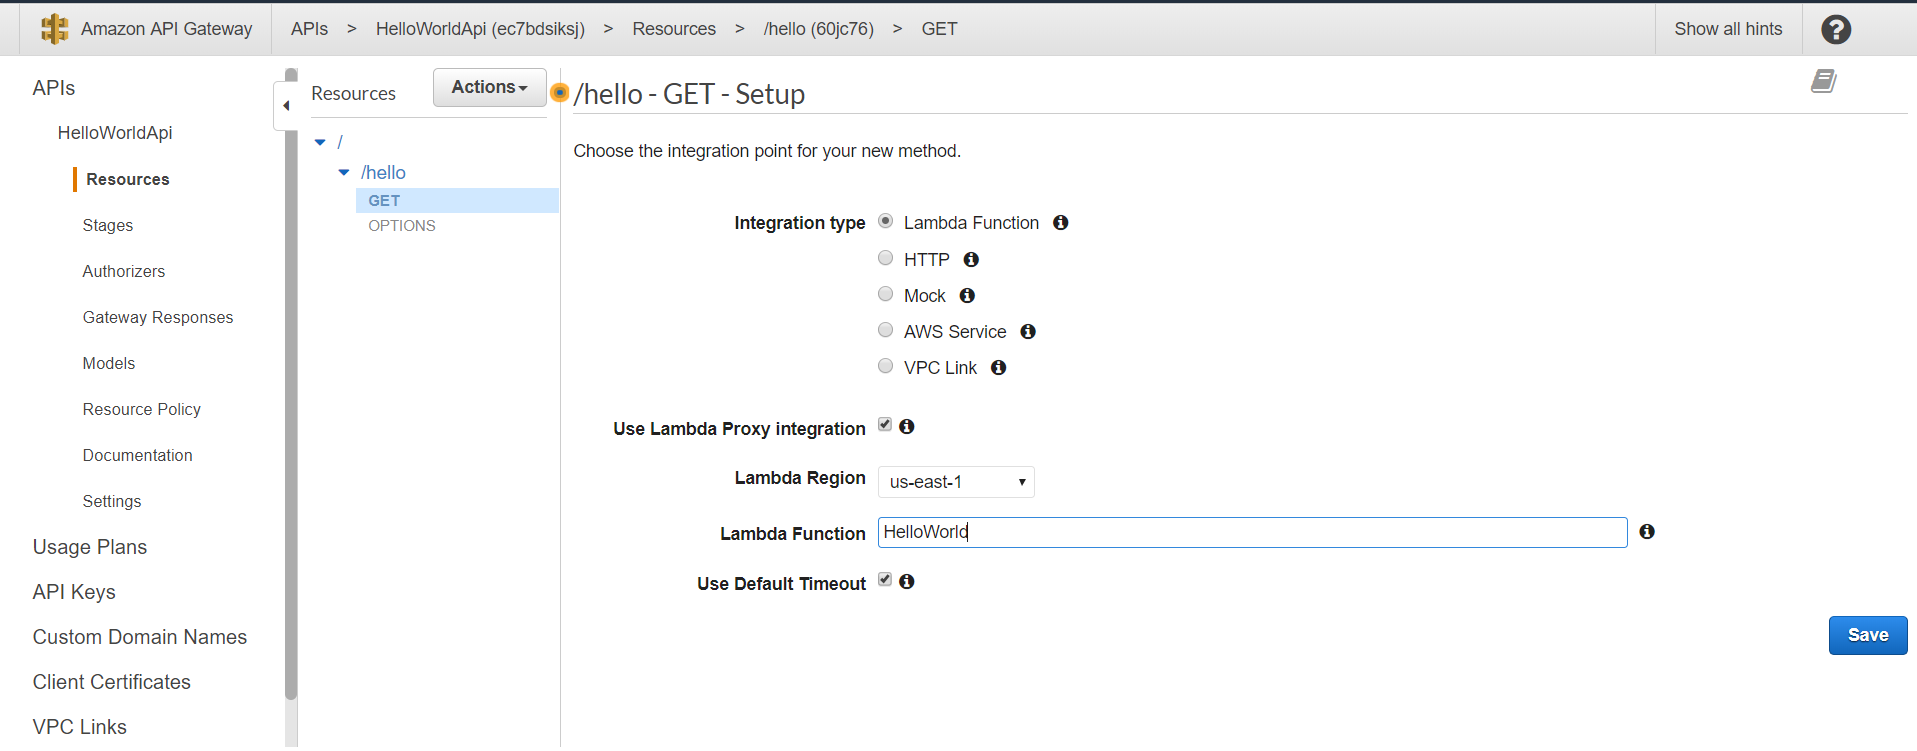 Amazon API Gateway
APIs > HelloWorldApi (ec7bdsiksj) > Resources > /hello (60jc76) > GET
Show all hints
APIs
HelloWorldApi
Resources
Stages
Authorizers
Gateway Responses
Models
Resource Policy
Documentation
Settings
Usage Plans
API Keys
Custom Domain Names
Client Certificates
VPC Links
Resources
Actions
/
/hello
GET
OPTIONS
/hello - GET - Setup
Choose the integration point for your new method.
Integration type
Lambda Function
HTTP
Mock
AWS Service
VPC Link
Use Lambda Proxy integration
Lambda Region us-east-1
Lambda Function HelloWorld
Use Default Timeout
Save